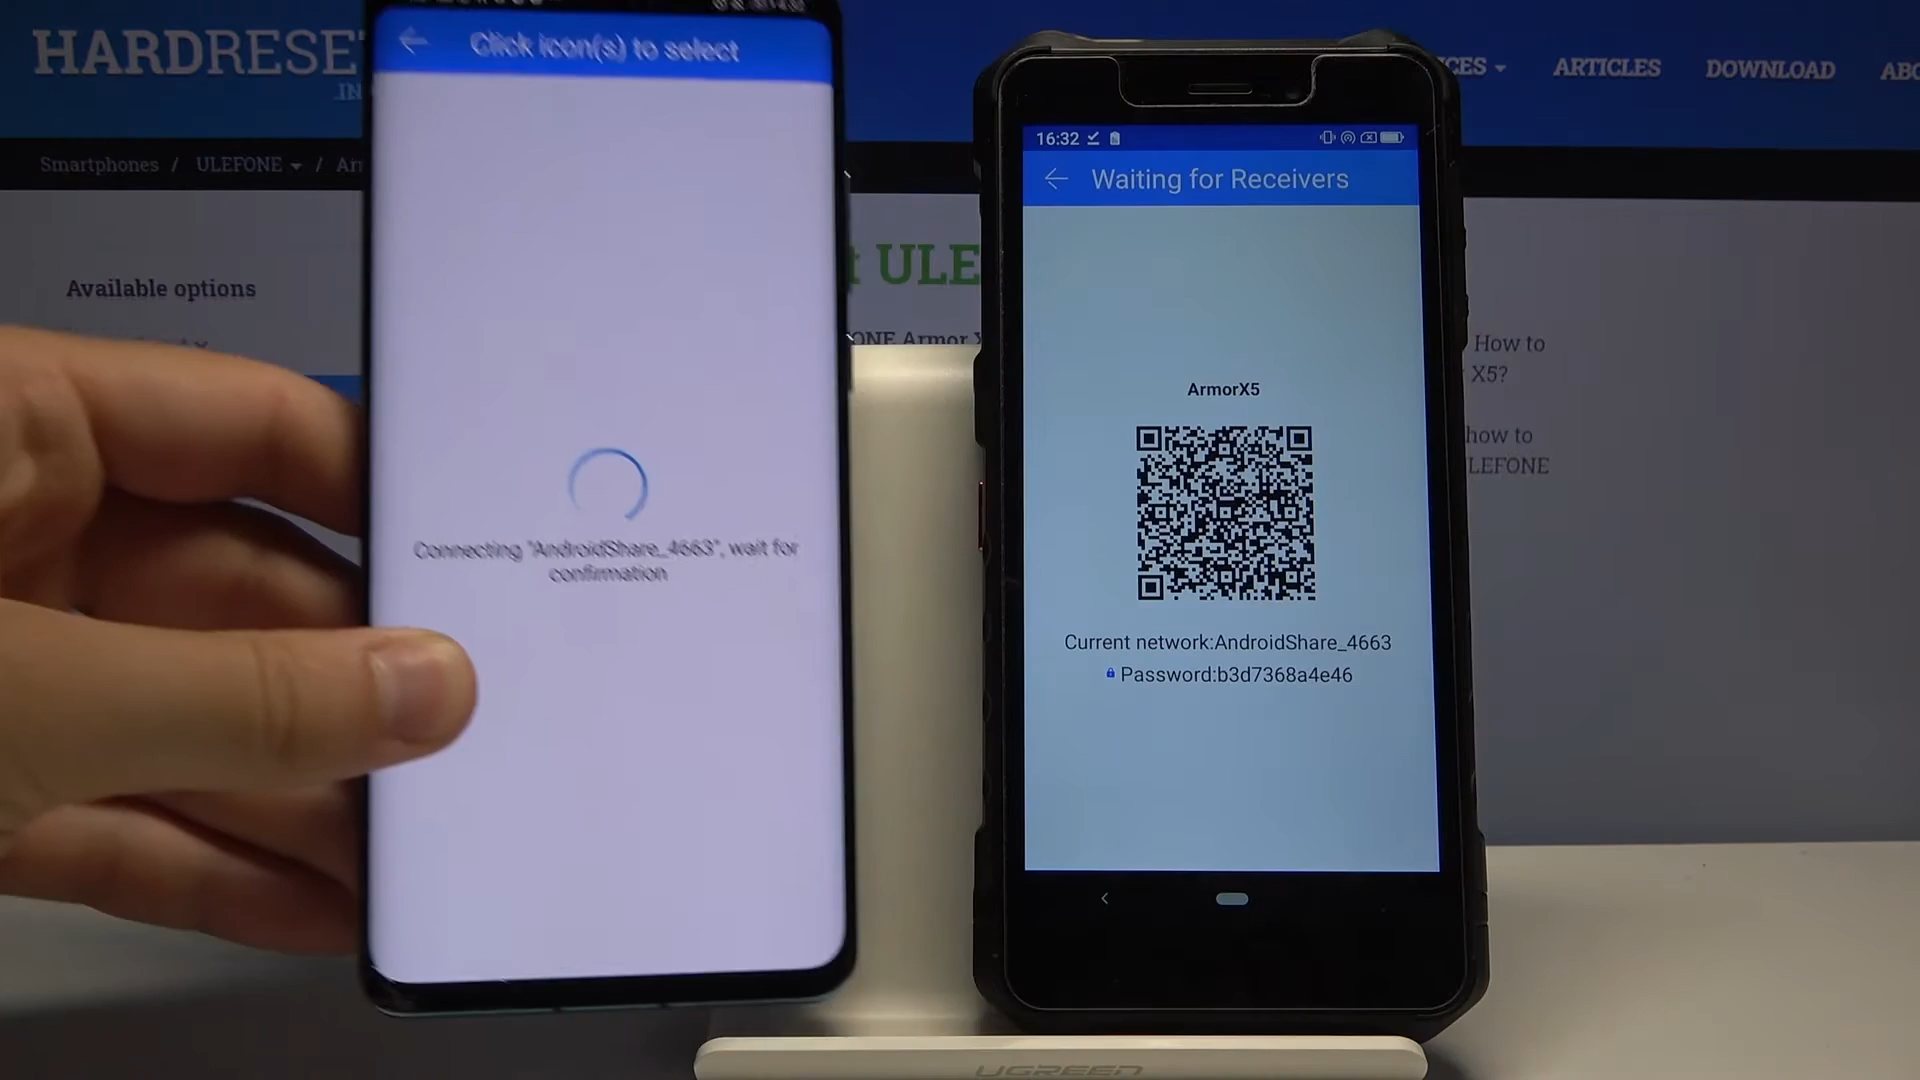 HARDRESET
.IN
CES
ARTICLES
DOWNLOAD
ABO
Smartphones / ULEFONE / Ar
Available options
t ULE
ONE Armor X
How to
X5?
how to
LEFONE
Click icon(s) to select
Connecting "AndroidShare_4663", wait for
confirmation
16:32
Waiting for Receivers
ArmorX5
Current network:AndroidShare_4663
Password:b3d7368a4e46
UGREEN